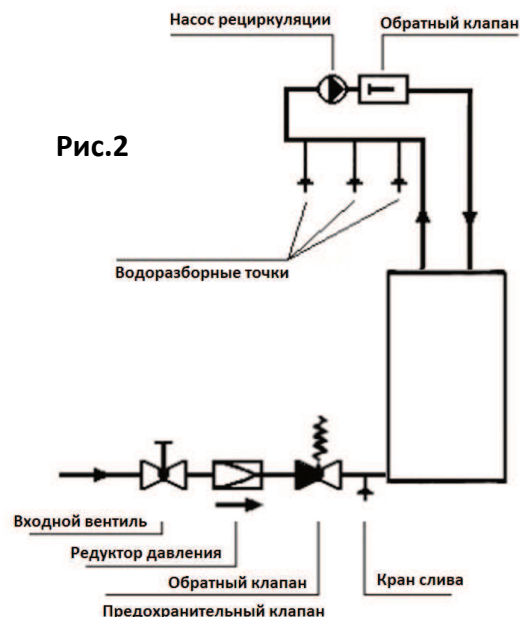 Насос рециркуляции
Обратный клапан
Рис.2
Водоразборные точки
Входной вентиль
Редуктор давления
Обратный клапан
Кран слива
Предохранительный клапан